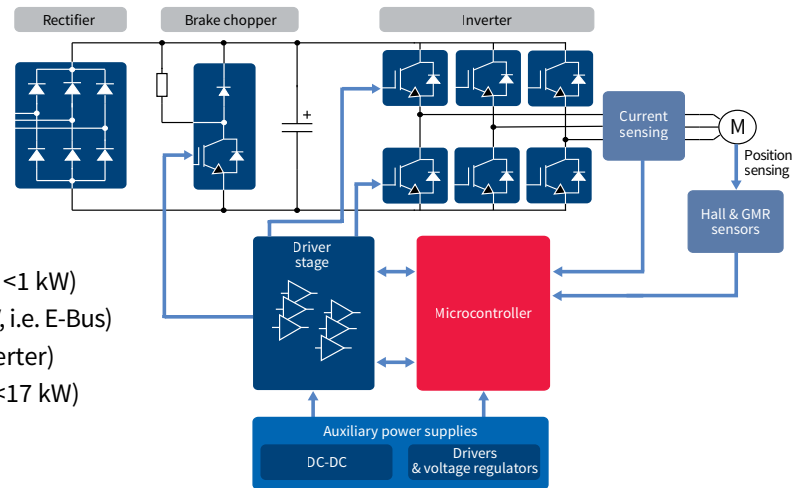 Rectifier
Brake chopper
Inverter
+
Current
sensing
M
Position
sensing
Hall & GMR
sensors
Driver
stage
Microcontroller
<1 kW)
, i.e. E-Bus)
erter)
<17 kW)
Auxiliary power supplies
DC-DC
Drivers
& voltage regulators